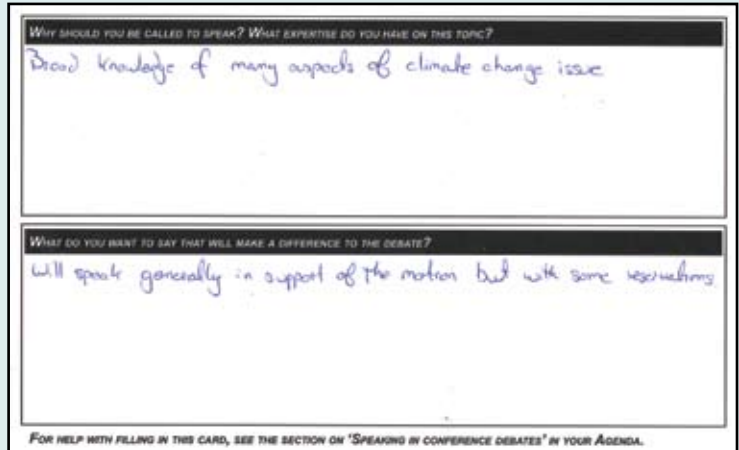 WHY SHOULD YOU BE CALLED TO SPEAK? WHAT EXPERTISE DO YOU HAVE ON THIS TOPIC?
Broad knowledge of many aspects of climate change issue
WHAT DO YOU WANT TO SAY THAT WILL MAKE A DIFFERENCE TO THE DEBATE?
Will speak generally in support of the motion but with some reservations
FOR HELP WITH FILLING IN THIS CARD, SEE THE SECTION ON 'SPEAKING IN CONFERENCE DEBATES' IN YOUR AGENDA.